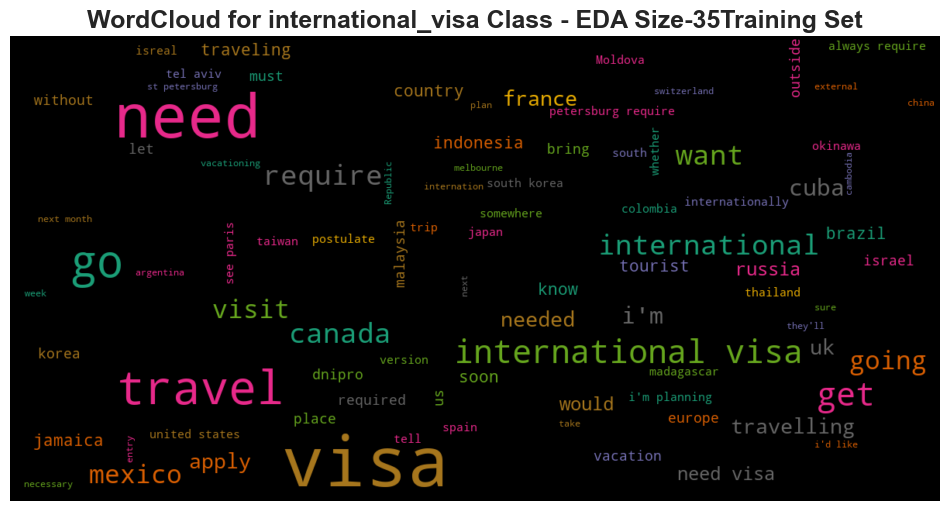 WordCloud for international_visa Class - EDA Size-35Training Set
isreal
traveling
Moldova
outside
always require
tel aviv
must
st petersburg
need
without
country
plan
france
switzerland
external
china
petersburg require
let
vacationing
require
Republic
indonesia
bring
south
whether
want
okinawa
melbourne
internation
south korea
cuba
cambodia
next month
see paris
taiwan
postulate
malaysia
trip
somewhere
japan
colombia
internationally
international
brazil
go
argentina
tourist
russia
israel
week
next
know
thailand
visit
canada
needed
i'm
sure
they'll
korea
version
international visa
uk
going
travel
dnipro
soon
madagascar
get
required
us
would
i'm planning
place
take
europe
travelling
jamaica
entry
united states
tell
spain
i'd like
visa
apply
mexico
vacation
need visa
necessary